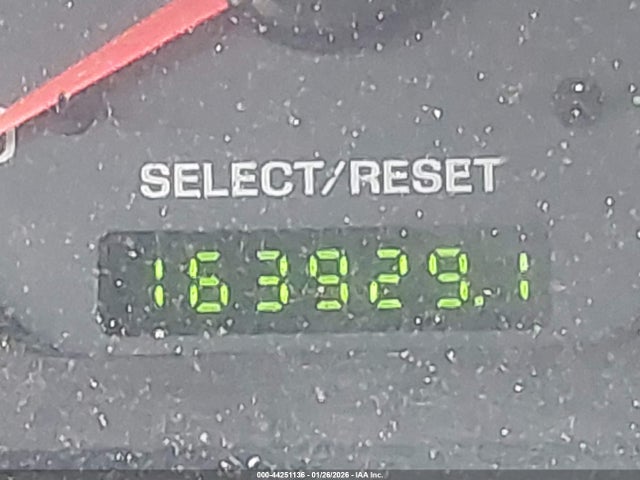 SELECT/RESET
163929.1
000-44251136 - 01/26/2026 - IAA Inc.